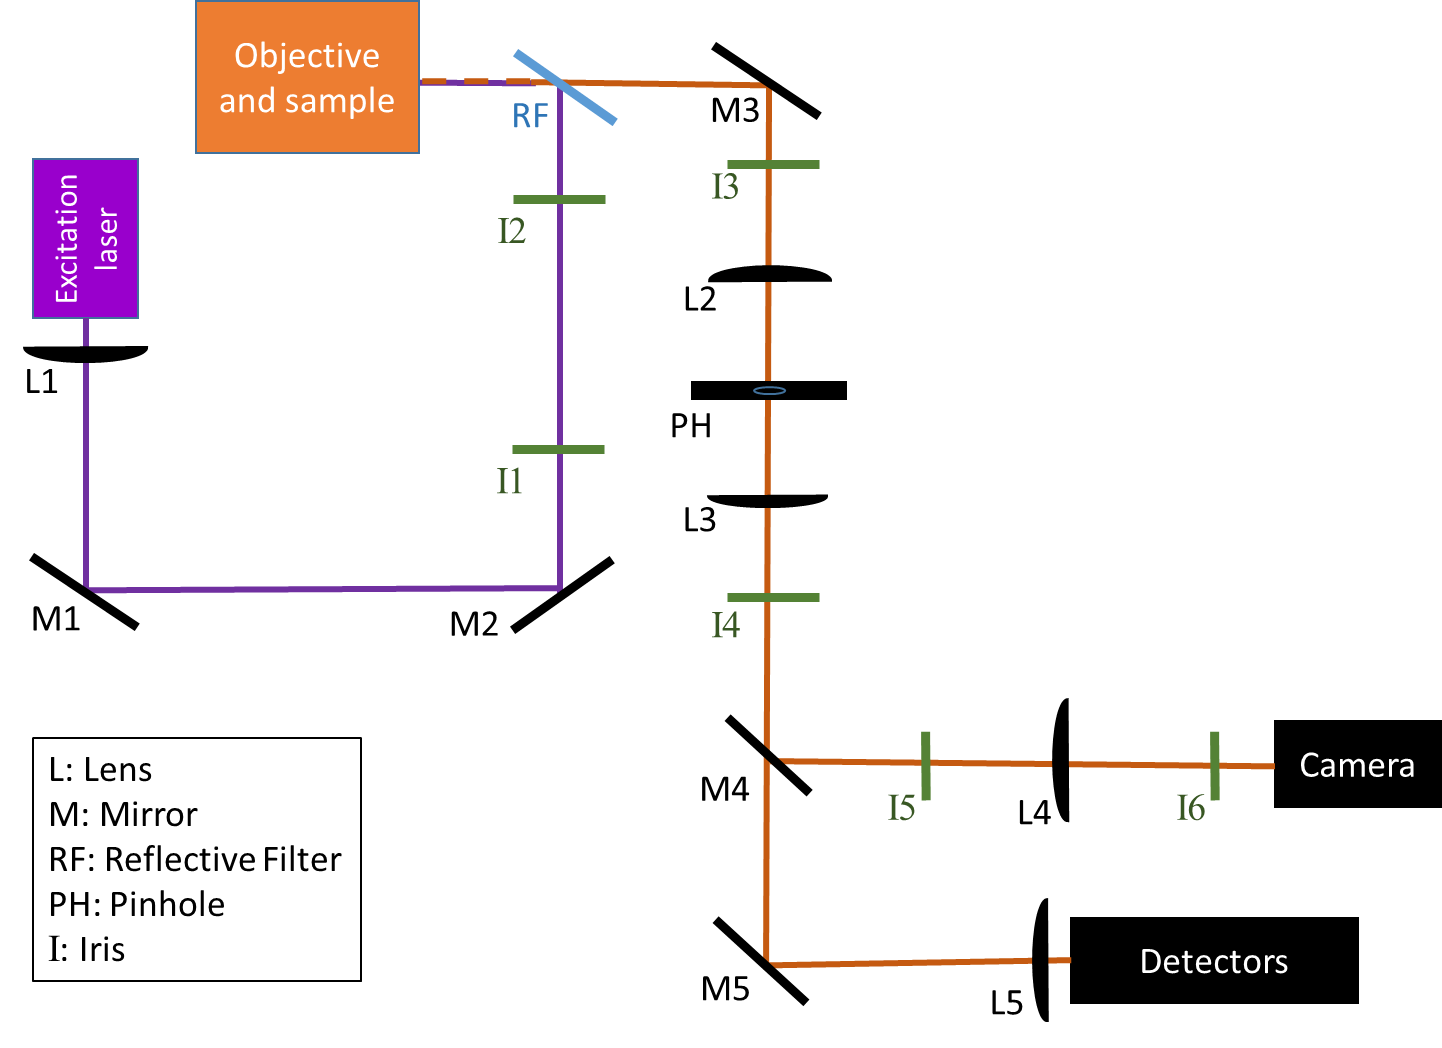 Objective
and sample
RF
M3
I3
Excitation
laser
I2
L2
L1
PH
I1
L3
M1
M2
I4
M4
I5
L4
I6
Camera
M5
L5
Detectors
L: Lens
M: Mirror
RF: Reflective Filter
PH: Pinhole
I: Iris